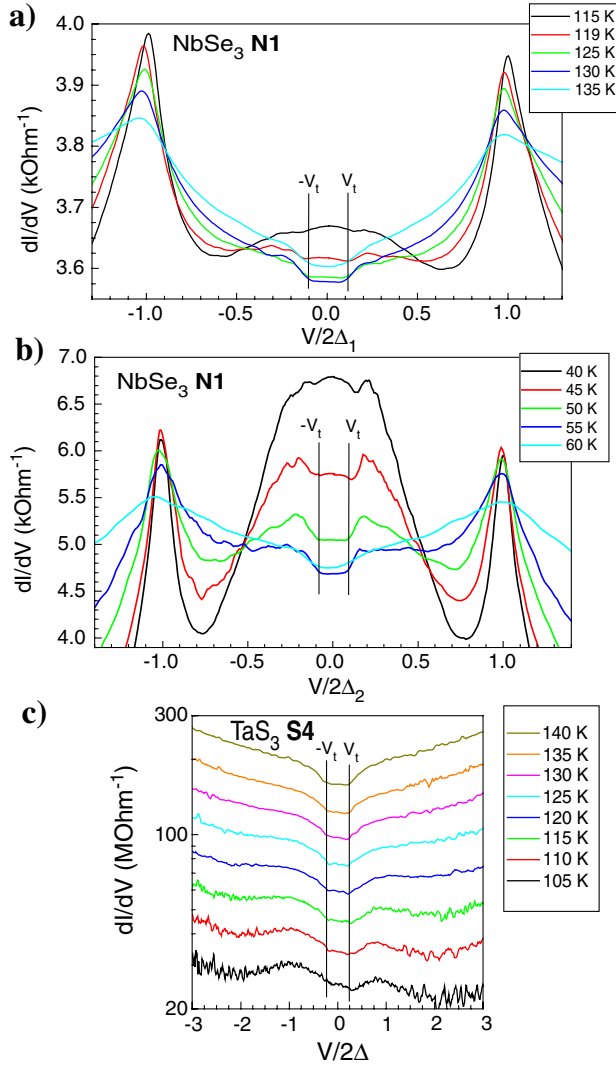 a)
NbSe3 N1
115 K
119 K
125 K
130 K
135 K
4.0
3.9
3.8
3.7
3.6
dI/dV (kOhm-1)
-Vt Vt
-1.0 -0.5 0.0 0.5 1.0
V/2Δ1
b)
NbSe3 N1
40 K
45 K
50 K
55 K
60 K
7.0
6.5
6.0
5.5
5.0
4.5
4.0
dI/dV (kOhm-1)
-Vt Vt
-1.0 -0.5 0.0 0.5 1.0
V/2Δ2
c)
TaS3 S4
140 K
135 K
130 K
125 K
120 K
115 K
110 K
105 K
300
100
20
dI/dV (MOhm-1)
-Vt Vt
-3 -2 -1 0 1 2 3
V/2Δ